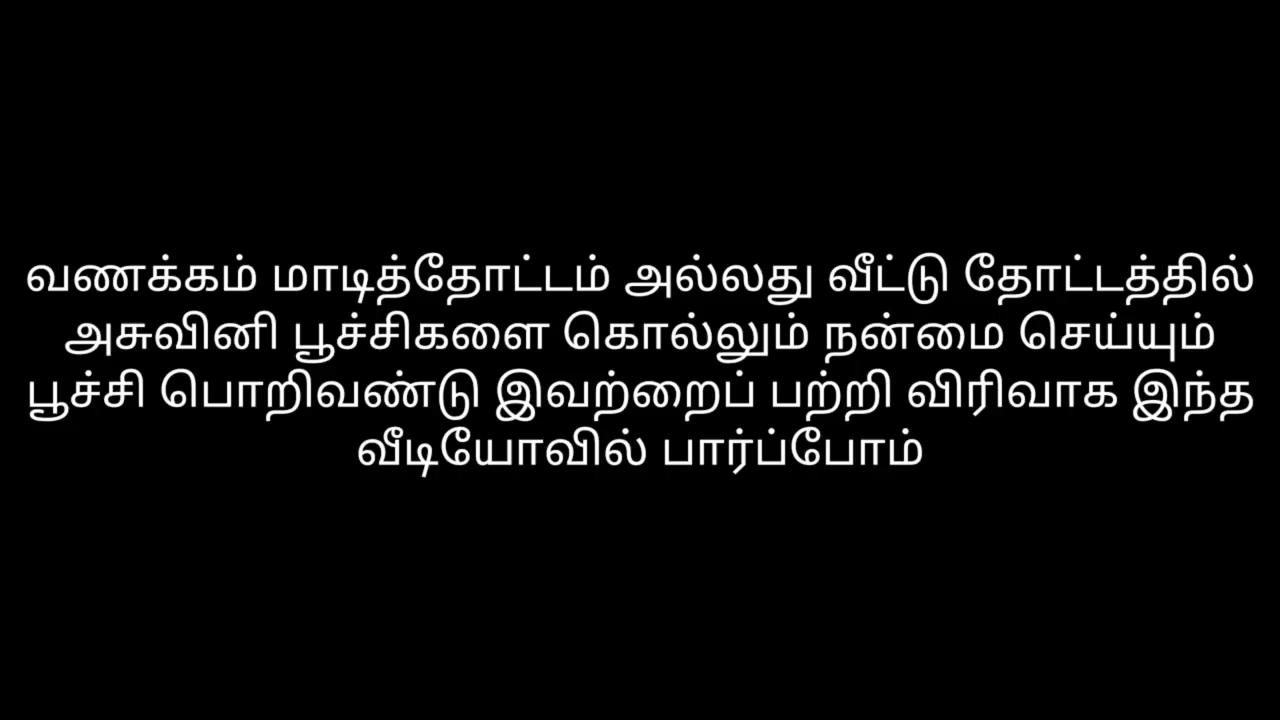 வணக்கம் மாடித்தோட்டம் அல்லது வீட்டு தோட்டத்தில்
அசுவினி பூச்சிகளை கொல்லும் நன்மை செய்யும்
பூச்சி பொறிவண்டு இவற்றைப் பற்றி விரிவாக இந்த
வீடியோவில் பார்ப்போம்